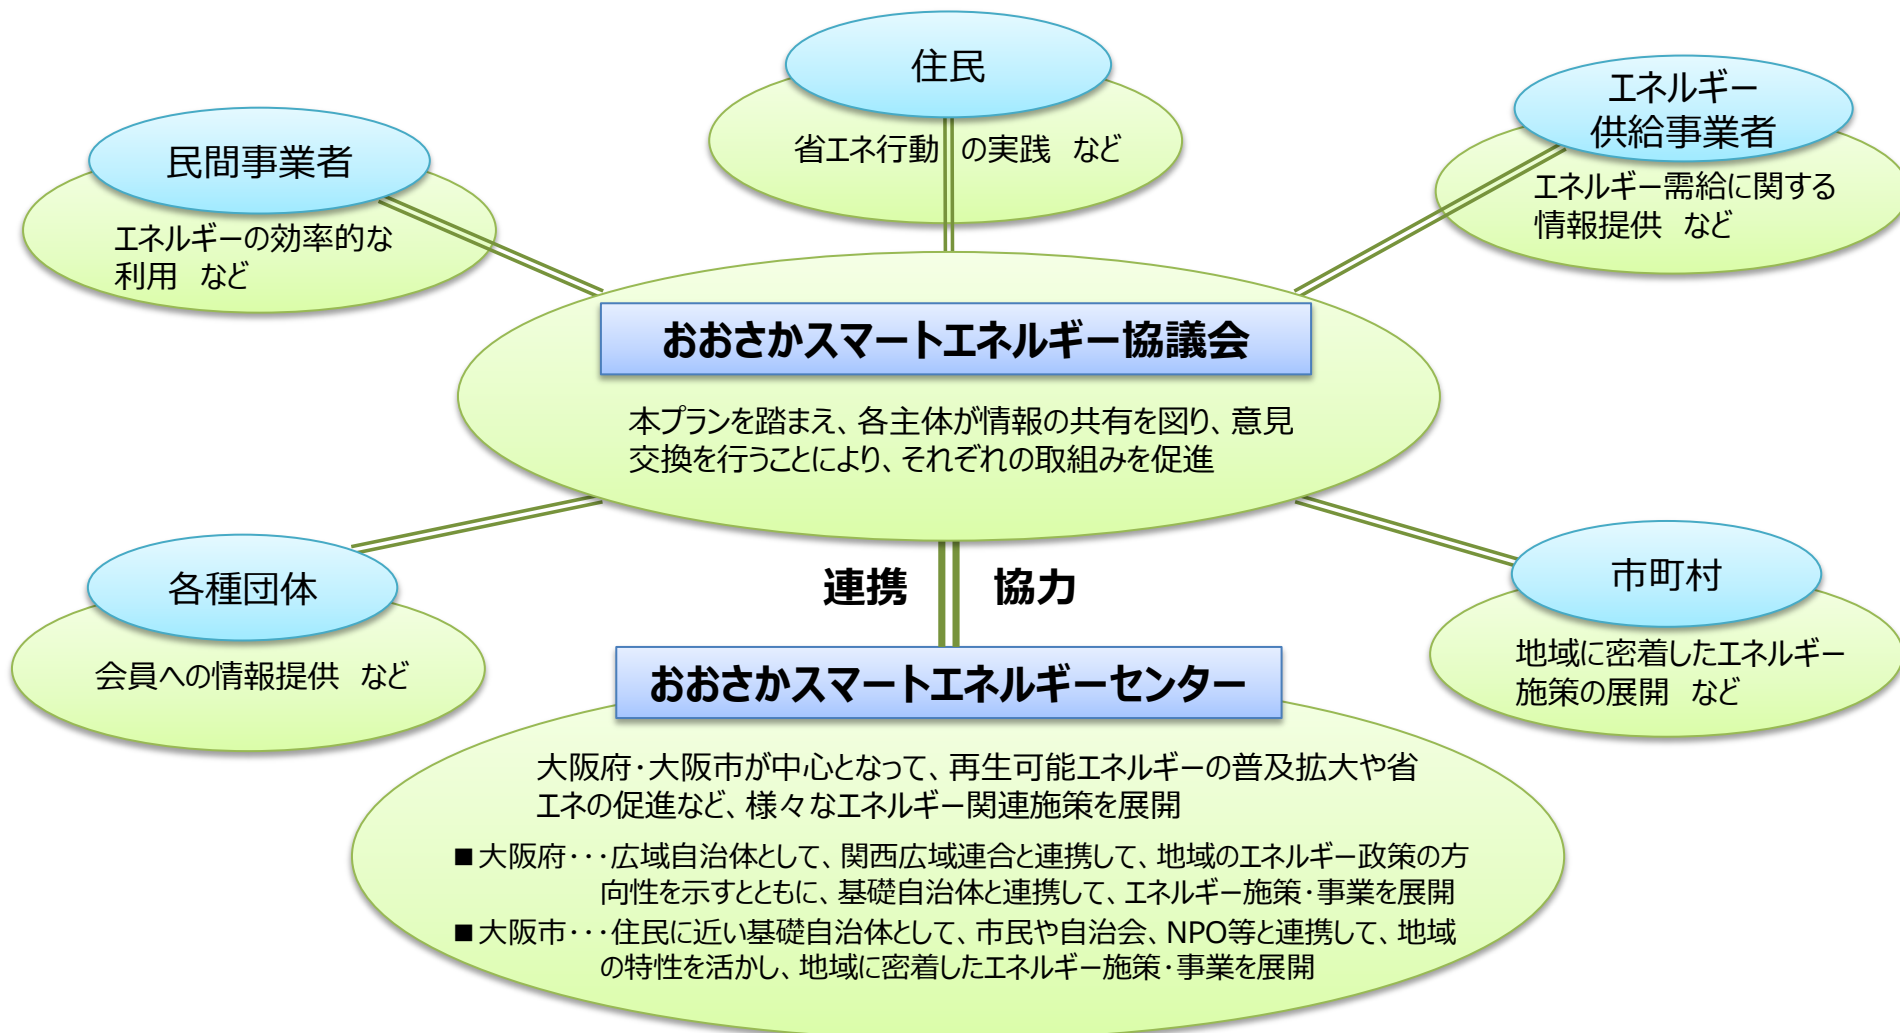 住民
省エネ行動 の実践 など
エネルギー
供給事業者
エネルギー需給に関する
情報提供 など
民間事業者
エネルギーの効率的な
利用 など
おおさかスマートエネルギー協議会
本プランを踏まえ、各主体が情報の共有を図り、意見
交換を行うことにより、それぞれの取組みを促進
各種団体
会員への情報提供 など
連携 協力
市町村
地域に密着したエネルギー
施策の展開 など
おおさかスマートエネルギーセンター
大阪府・大阪市が中心となって、再生可能エネルギーの普及拡大や省
エネの促進など、様々なエネルギー関連施策を展開
■大阪府・・・広域自治体として、関西広域連合と連携して、地域のエネルギー政策の方
向性を示すとともに、基礎自治体と連携して、エネルギー施策・事業を展開
■大阪市・・・住民に近い基礎自治体として、市民や自治会、NPO等と連携して、地域
の特性を活かし、地域に密着したエネルギー施策・事業を展開